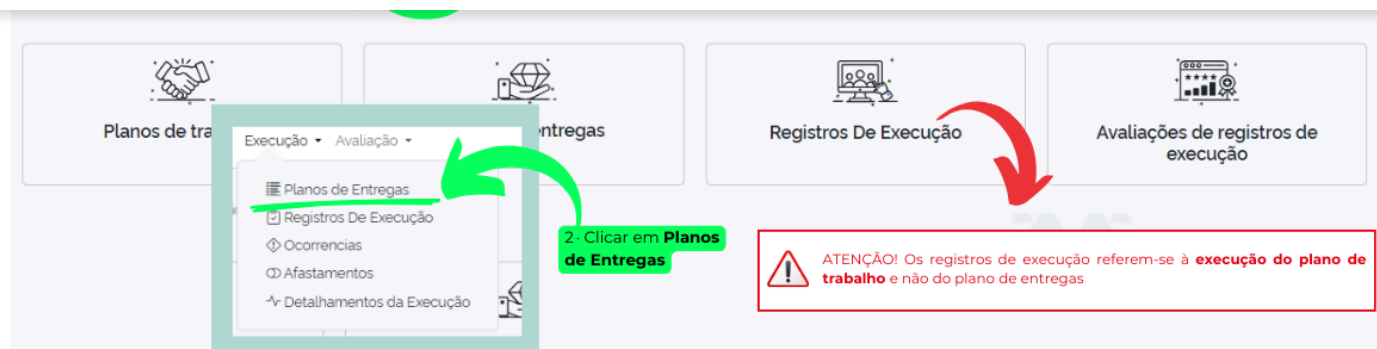 Planos de tra
entregas
Registros De Execução
Avaliações de registros de
execução
Execução
Avaliação
Planos de Entregas
Registros De Execução
Ocorrencias
Afastamentos
Detalhamentos da Execução
2· Clicar em Planos
de Entregas
ATENÇÃO! Os registros de execução referem-se à execução do plano de
trabalho e não do plano de entregas